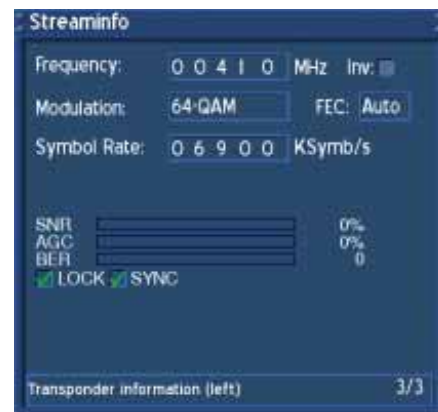 Streaminfo
Frequency: 0 0 4 1 0 MHz Inv:
Modulation: 64-QAM FEC: Auto
Symbol Rate: 0 6 9 0 0 KSymb/s
SNR 0%
AGC 0%
BER 0
LOCK SYNC
Transponder information (left) 3/3